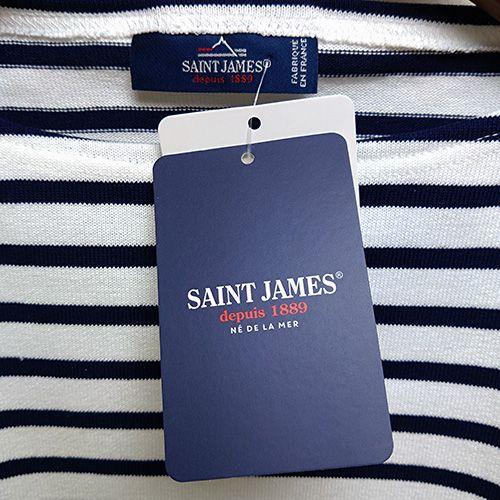 SAINT JAMES®
depuis 1889
FABRIQUÉ
EN FRANCE
SAINT JAMES®
depuis 1889
NÉ DE LA MER